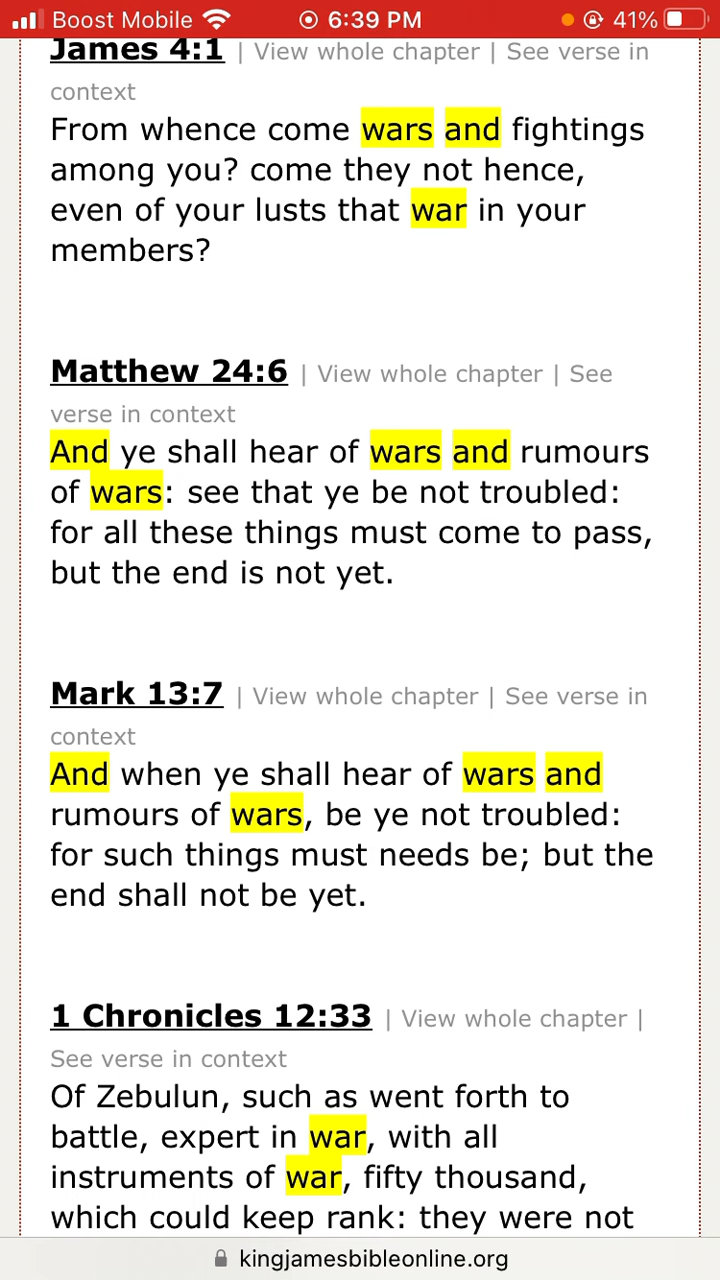 Boost Mobile 6:39 PM 41%
James 4:1 | View whole chapter | See verse in
context
From whence come wars and fightings
among you? come they not hence,
even of your lusts that war in your
members?
Matthew 24:6 | View whole chapter | See
verse in context
And ye shall hear of wars and rumours
of wars: see that ye be not troubled:
for all these things must come to pass,
but the end is not yet.
Mark 13:7 | View whole chapter | See verse in
context
And when ye shall hear of wars and
rumours of wars, be ye not troubled:
for such things must needs be; but the
end shall not be yet.
1 Chronicles 12:33 | View whole chapter |
See verse in context
Of Zebulun, such as went forth to
battle, expert in war, with all
instruments of war, fifty thousand,
which could keep rank: they were not
kingjamesbibleonline.org